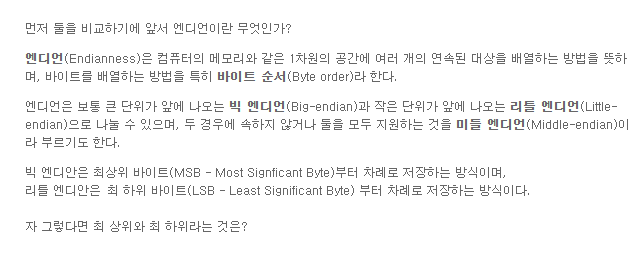 먼저 둘을 비교하기에 앞서 엔디언이란 무엇인가?
엔디언(Endianness)은 컴퓨터의 메모리와 같은 1차원의 공간에 여러 개의 연속된 대상을 배열하는 방법을 뜻하
며, 바이트를 배열하는 방법을 특히 바이트 순서(Byte order)라 한다.
엔디언은 보통 큰 단위가 앞에 나오는 빅 엔디언(Big-endian)과 작은 단위가 앞에 나오는 리틀 엔디언(Little-
endian)으로 나눌 수 있으며, 두 경우에 속하지 않거나 둘을 모두 지원하는 것을 미들 엔디언(Middle-endian)이
라 부르기도 한다.
빅 엔디안은 최상위 바이트(MSB - Most Signficant Byte)부터 차례로 저장하는 방식이며,
리틀 엔디안은 최 하위 바이트(LSB - Least Significant Byte) 부터 차례로 저장하는 방식이다.
자 그렇다면 최 상위와 최 하위라는 것은?